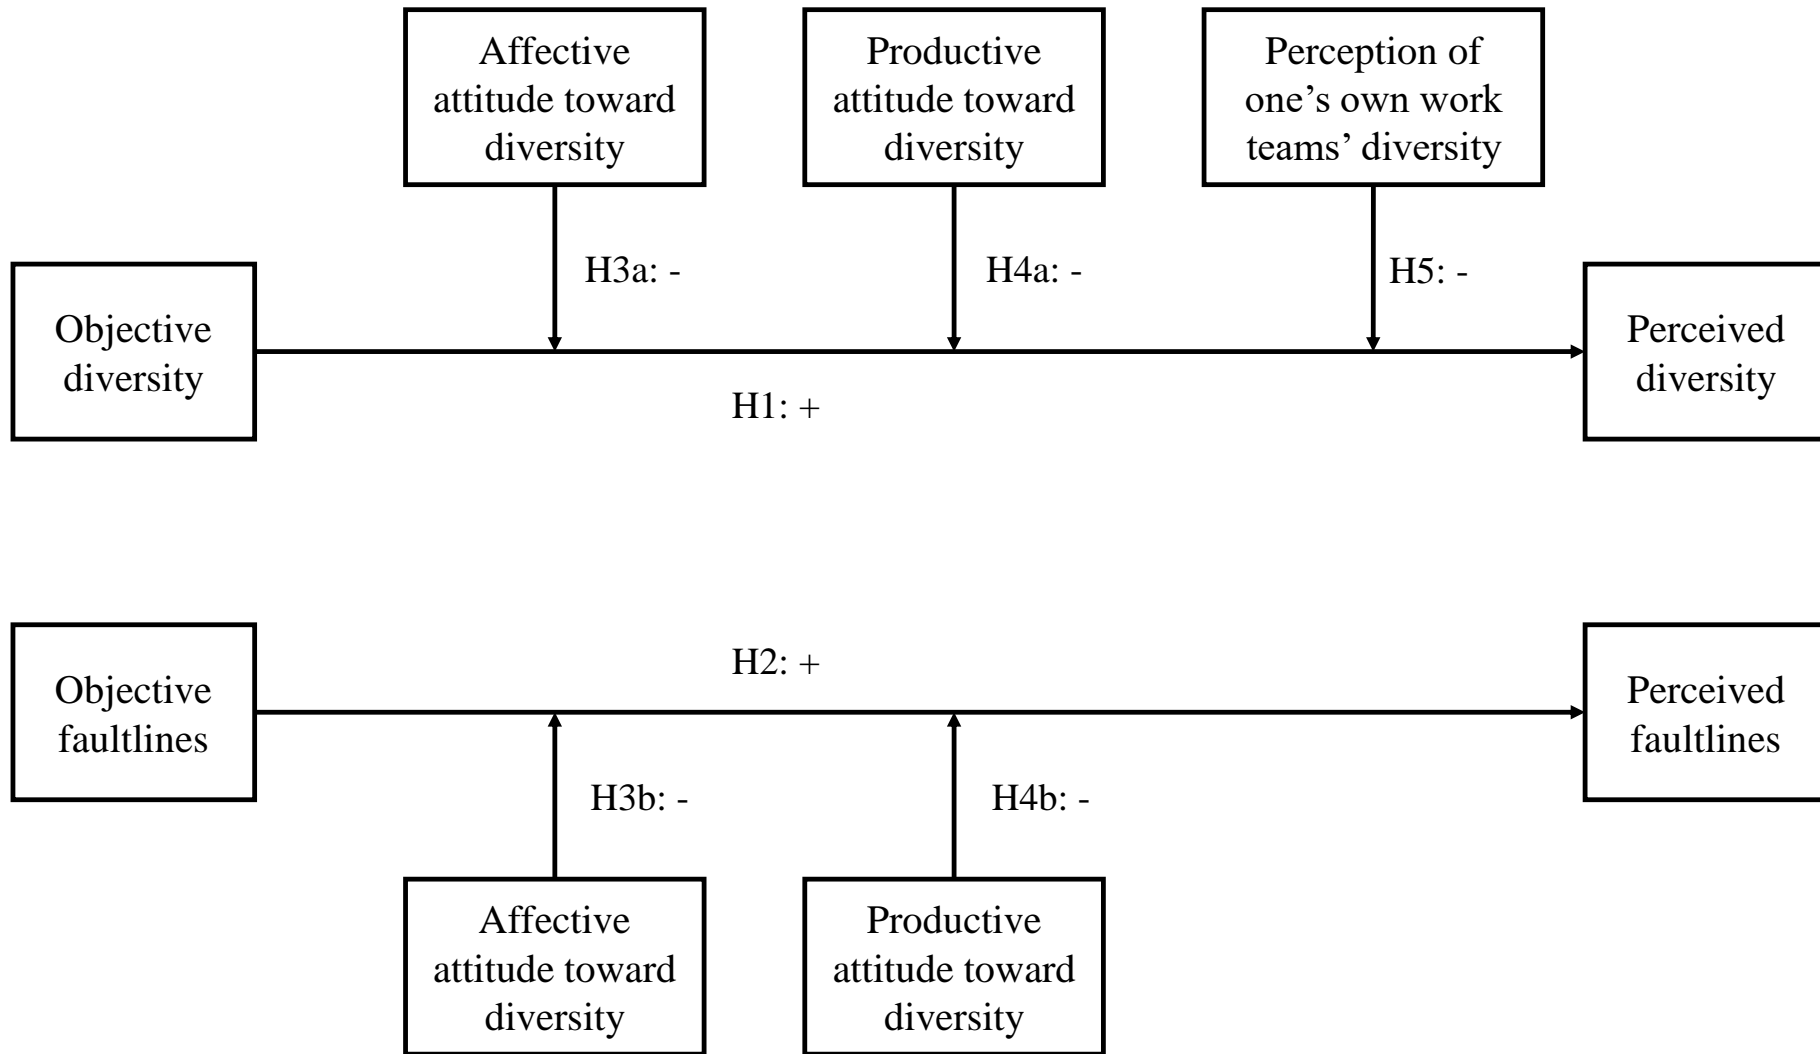 Affective
attitude toward
diversity
Productive
attitude toward
diversity
Perception of
one’s own work
teams’ diversity
H3a: -
H4a: -
H5: -
Objective
diversity
Perceived
diversity
H1: +
H2: +
Objective
faultlines
Perceived
faultlines
H3b: -
H4b: -
Affective
attitude toward
diversity
Productive
attitude toward
diversity